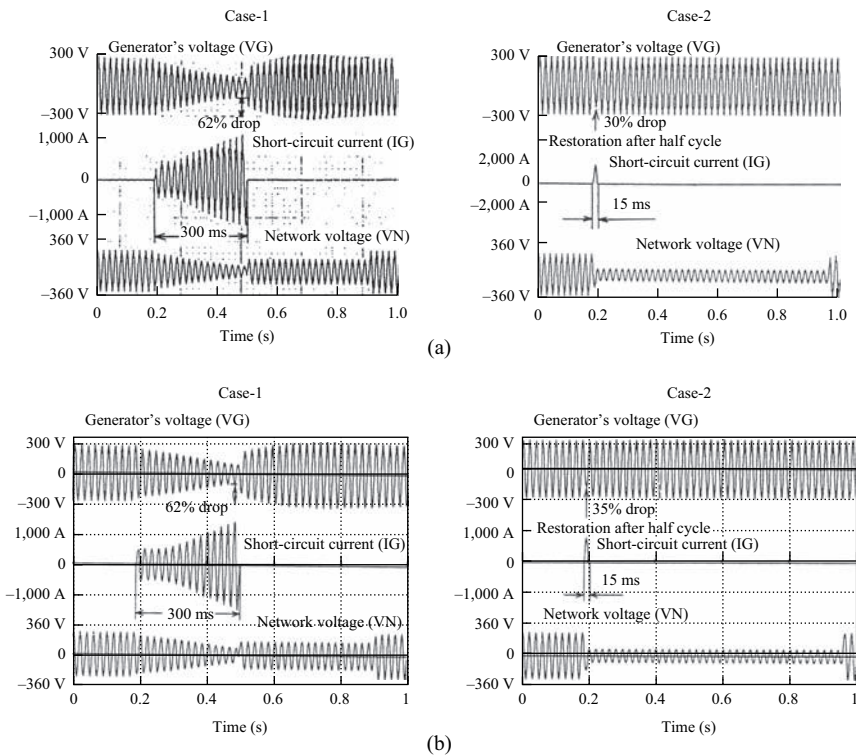 Case-1
Generator's voltage (VG)
300 V
–300 V
62% drop
1,000 A
Short-circuit current (IG)
0
–1,000 A
300 ms
360 V
Network voltage (VN)
–360 V
0 0.2 0.4 0.6 0.8 1.0
Time (s)
Case-2
Generator's voltage (VG)
300 V
–300 V
30% drop
Restoration after half cycle
2,000 A
Short-circuit current (IG)
0
15 ms
–2,000 A
360 V
Network voltage (VN)
–360 V
0 0.2 0.4 0.6 0.8 1.0
Time (s)
(a)
Case-1
Generator's voltage (VG)
300 V
0
–300 V
62% drop
1,000 A
Short-circuit current (IG)
0
–1,000 A
300 ms
360 V
Network voltage (VN)
0
–360 V
0 0.2 0.4 0.6 0.8 1
Time (s)
Case-2
Generator's voltage (VG)
300 V
0
–300 V
35% drop
Restoration after half cycle
1,000 A
Short-circuit current (IG)
0
15 ms
–1,000 A
360 V
Network voltage (VN)
0
–360 V
0 0.2 0.4 0.6 0.8 1
Time (s)
(b)